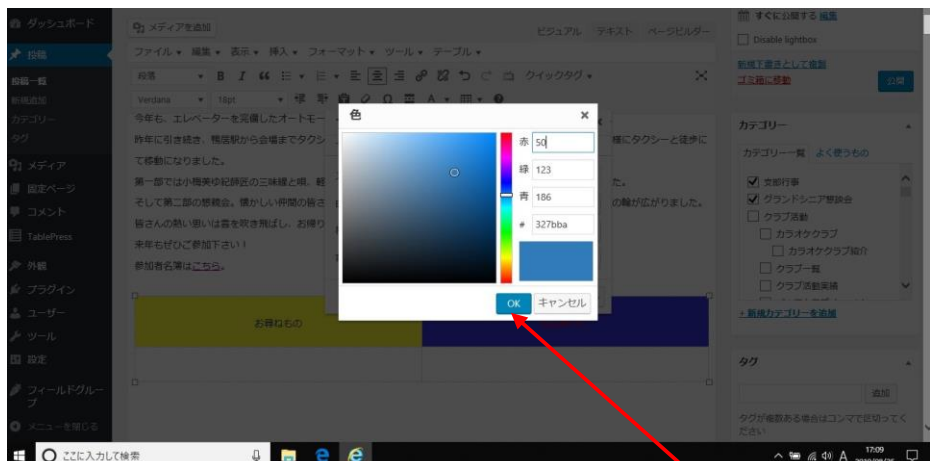 ダッシュボード
投稿
投稿一覧
新規追加
カテゴリー
タグ
メディア
固定ページ
コメント
TablePress
外観
プラグイン
ユーザー
ツール
設定
フィールドグルー
プ
メニューを閉じる
メディアを追加
ビジュアル テキスト ページビルダー
ファイル 編集 表示 挿入 フォーマット ツール テーブル
段落 B I クイックタグ
Verdana 18pt
今年も、エレベーターを完備したオートモー
昨年に引き続き、鴨居駅から会場までタクシ 様にタクシーと徒歩に
て移動になりました。
第一部では小梅美ゆ紀師匠の三味線と唄、軽 た。
そして第二部の懇親会。懐かしい仲間の皆さ の輪が広がりました。
皆さんの熱い思いは雲を吹き飛ばし、お帰り
来年もぜひご参加下さい！
参加者名簿はこちら。
お尋ねもの
色
赤 50
緑 123
青 186
# 327bba
OK キャンセル
すぐに公開する 編集
Disable lightbox
新規下書きとして複製
ゴミ箱に移動
公開
カテゴリー
カテゴリー一覧 よく使うもの
支部行事
グランドシニア懇談会
クラブ活動
カラオケクラブ
カラオケクラブ紹介
クラブ一覧
クラブ活動実績
+ 新規カテゴリーを追加
タグ
追加
タグが複数ある場合はコンマで区切ってく
ださい
ここに入力して検索
A 17:09